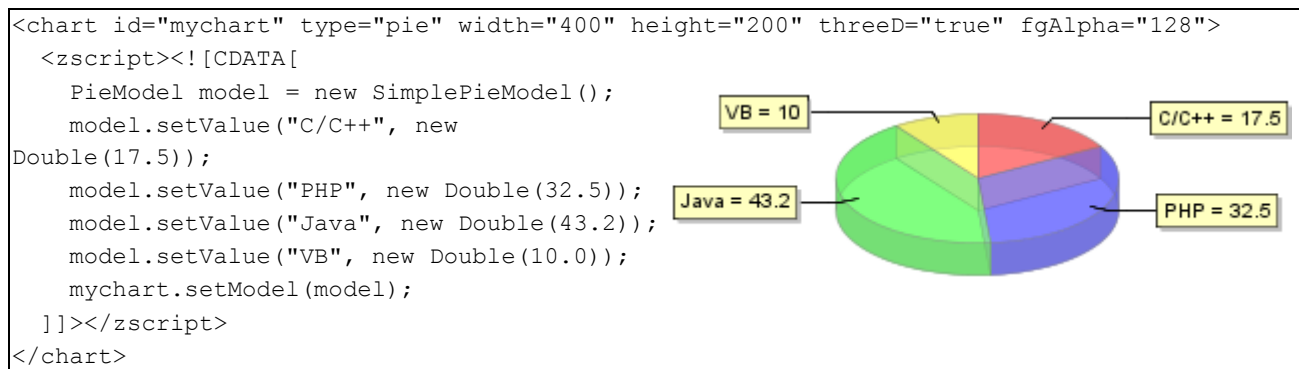 <chart id="mychart" type="pie" width="400" height="200" threeD="true" fgAlpha="128">
<zscript><![CDATA[
PieModel model = new SimplePieModel();
model.setValue("C/C++", new
Double(17.5));
model.setValue("PHP", new Double(32.5));
model.setValue("Java", new Double(43.2));
model.setValue("VB", new Double(10.0));
mychart.setModel(model);
]]></zscript>
</chart>
VB = 10
C/C++ = 17.5
Java = 43.2
PHP = 32.5